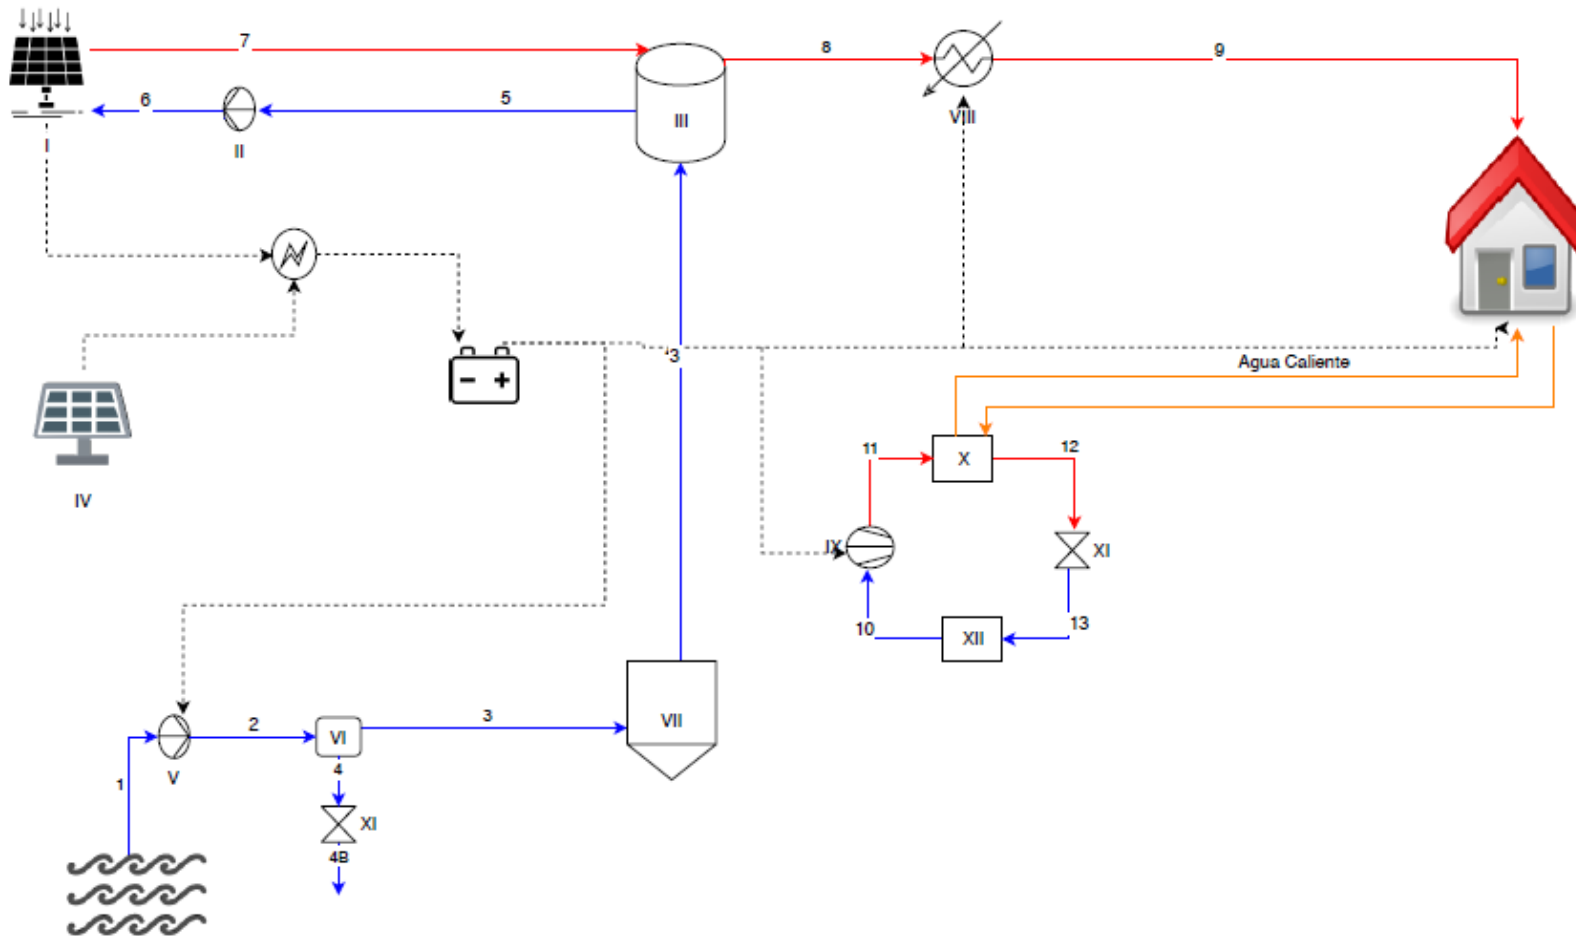 7
8
9
6
5
I
II
III
VIII
'3
Agua Caliente
IV
11
X
12
IX
XI
10
XII
13
2
3
VI
VII
V
1
4
XI
4B